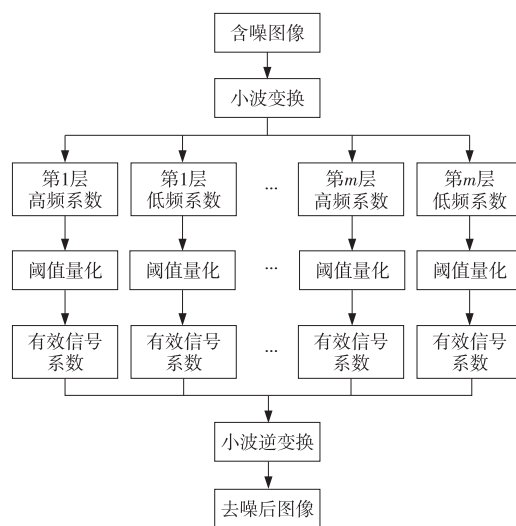 含噪图像
小波变换
第1层
高频系数
第1层
低频系数
...
第m层
高频系数
第m层
低频系数
阈值量化
阈值量化
...
阈值量化
阈值量化
有效信号
系数
有效信号
系数
...
有效信号
系数
有效信号
系数
小波逆变换
去噪后图像